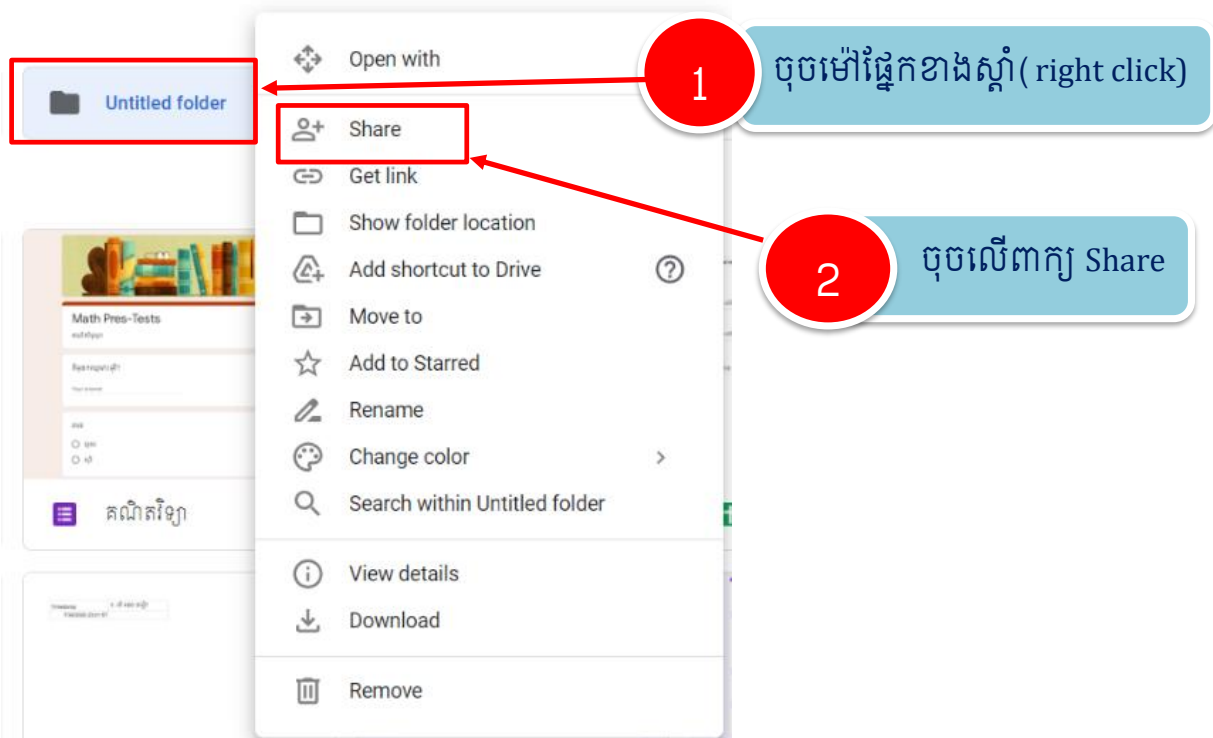 Open with
1
ចុចម៉ៅផ្នែកខាងស្ដាំ( right click)
Untitled folder
Share
Get link
Show folder location
2
ចុចលើពាក្យ Share
Add shortcut to Drive
Math Pres-Tests
Move to
Add to Starred
Rename
Change color
Search within Untitled folder
គណិតវិទ្យា
View details
Download
Remove